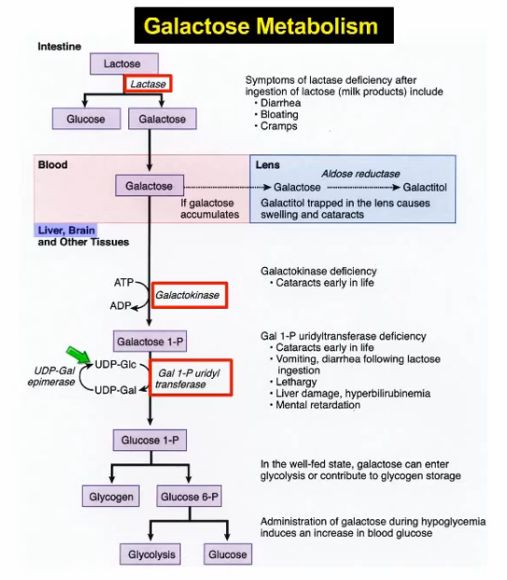 Galactose Metabolism
Intestine
Lactose
Lactase
Glucose
Galactose
Symptoms of lactase deficiency after
ingestion of lactose (milk products) include
• Diarrhea
• Bloating
• Cramps
Blood
Lens
Aldose reductase
Galactose
Galactose
Galactitol
If galactose
accumulates
Galactitol trapped in the lens causes
swelling and cataracts
Liver, Brain
and Other Tissues
ATP
ADP
Galactokinase
Galactokinase deficiency
• Cataracts early in life
Galactose 1-P
UDP-Gal
epimerase
UDP-Glc
UDP-Gal
Gal 1-P uridyl
transferase
Gal 1-P uridyltransferase deficiency
• Cataracts early in life
• Vomiting, diarrhea following lactose
ingestion
• Lethargy
• Liver damage, hyperbilirubinemia
• Mental retardation
Glucose 1-P
Glycogen
Glucose 6-P
In the well-fed state, galactose can enter
glycolysis or contribute to glycogen storage
Glycolysis
Glucose
Administration of galactose during hypoglycemia
induces an increase in blood glucose